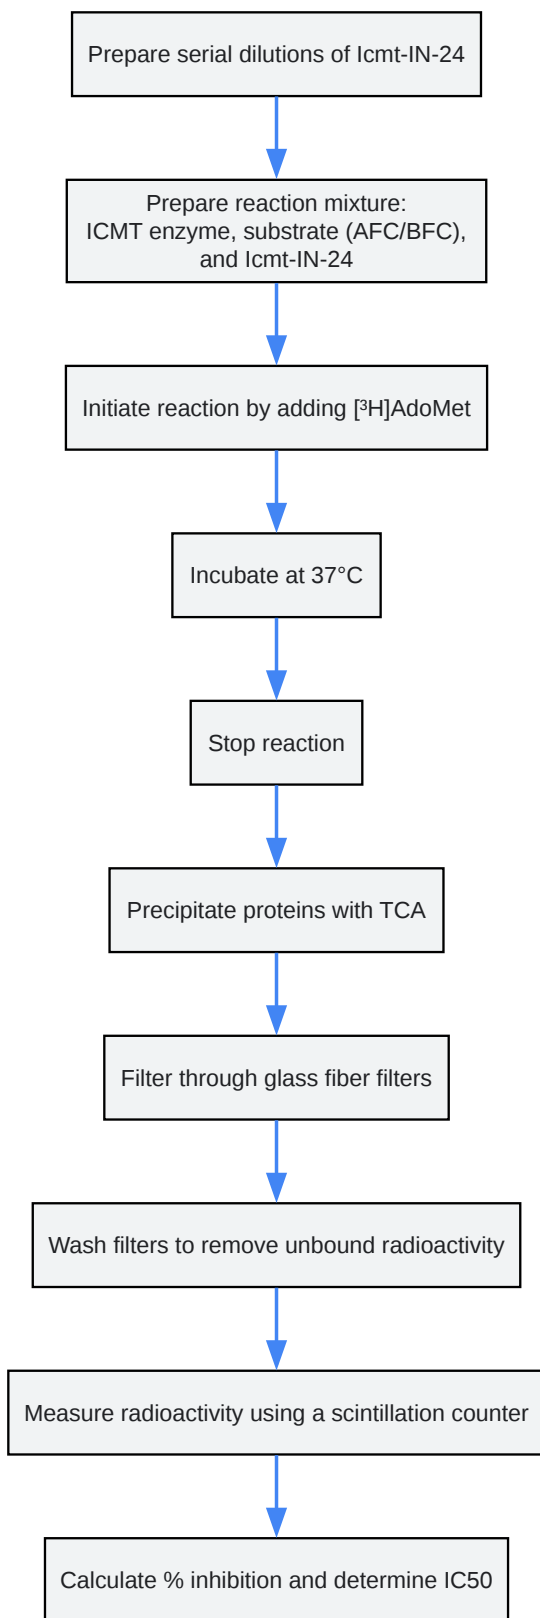 Prepare serial dilutions of Icmt-IN-24
Prepare reaction mixture:
ICMT enzyme, substrate (AFC/BFC),
and Icmt-IN-24
Initiate reaction by adding [³H]AdoMet
Incubate at 37°C
Stop reaction
Precipitate proteins with TCA
Filter through glass fiber filters
Wash filters to remove unbound radioactivity
Measure radioactivity using a scintillation counter
Calculate % inhibition and determine IC50